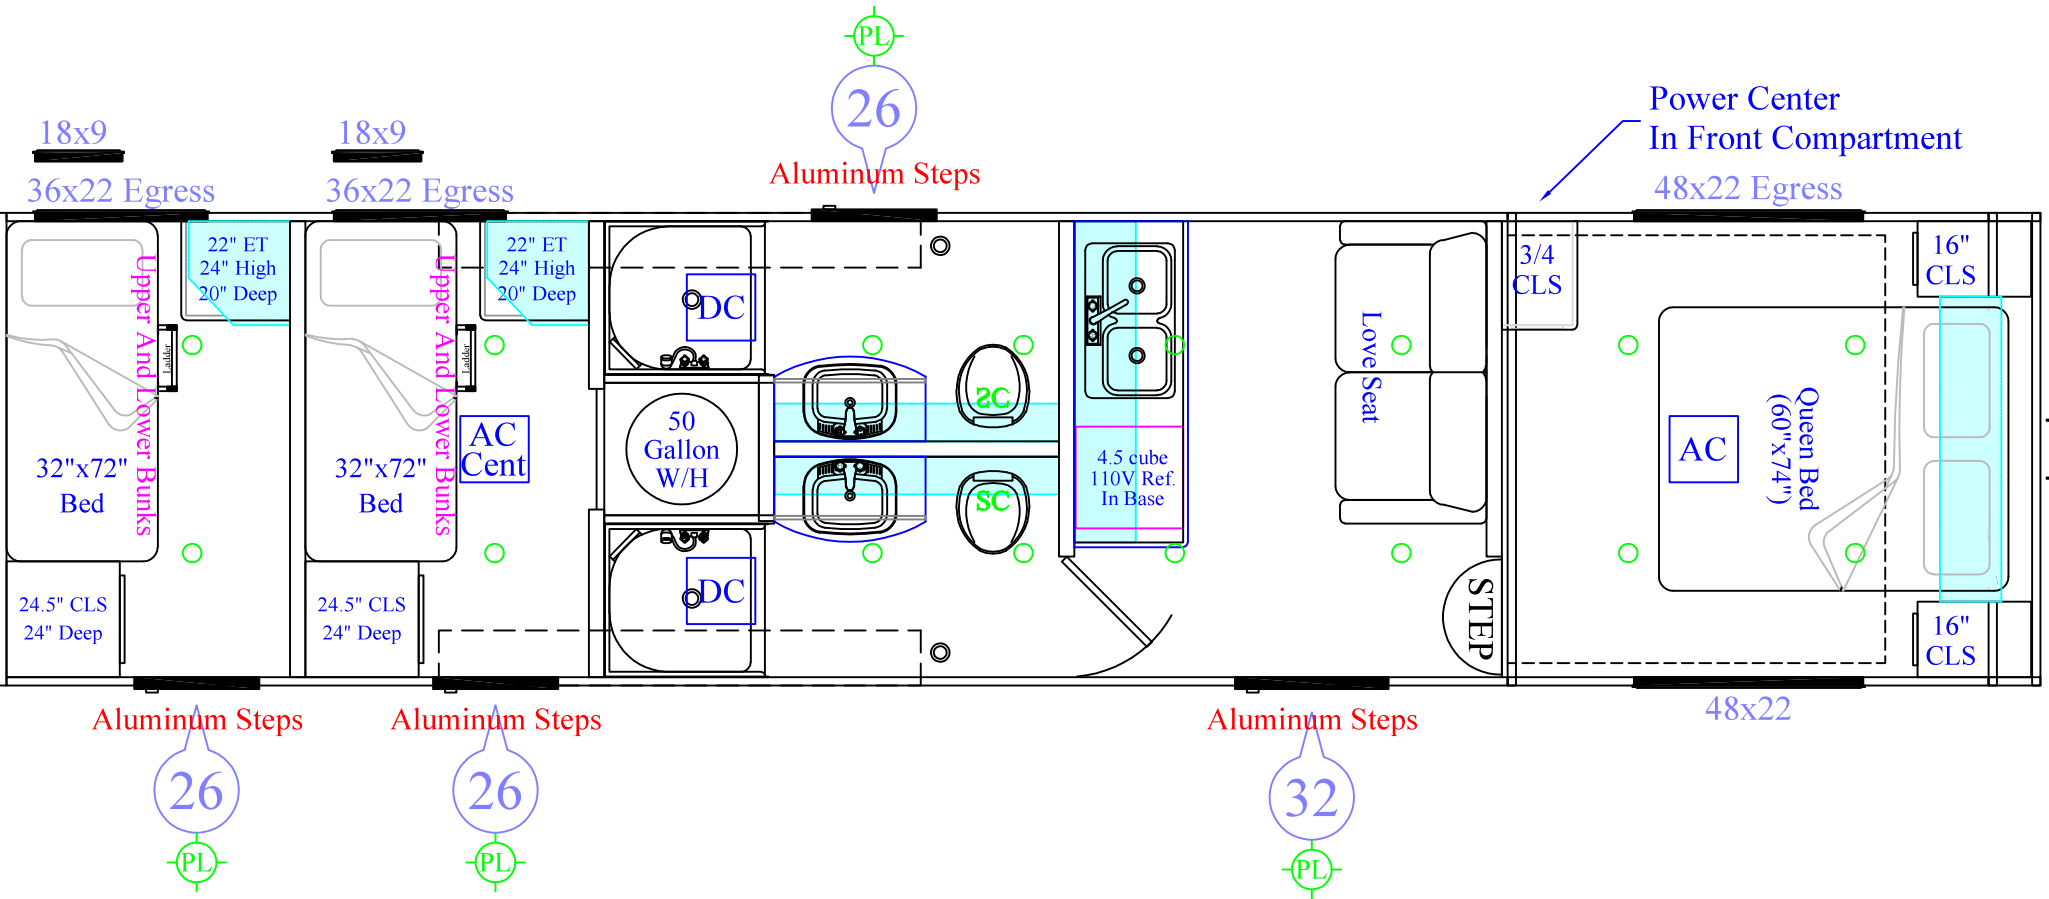 PL
26
Aluminum Steps
Power Center
In Front Compartment
18x9
36x22 Egress
18x9
36x22 Egress
48x22 Egress
22" ET
24" High
20" Deep
Upper And Lower Bunks
Ladder
32"x72"
Bed
24.5" CLS
24" Deep
22" ET
24" High
20" Deep
Upper And Lower Bunks
Ladder
AC
Cent
32"x72"
Bed
24.5" CLS
24" Deep
DC
50
Gallon
W/H
DC
SC
SC
4.5 cube
110V Ref.
In Base
Love Seat
STEP
3/4
CLS
AC
Queen Bed
(60"x74")
16"
CLS
16"
CLS
Aluminum Steps
26
PL
Aluminum Steps
26
PL
Aluminum Steps
32
PL
48x22